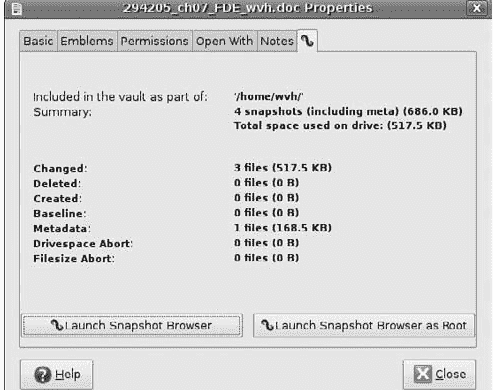 294205_ch07_FDE_wvh.doc Properties
Basic Emblems Permissions Open With Notes
Included in the vault as part of: '/home/wvh/'
Summary: 4 snapshots (including meta) (686.0 KB)
Total space used on drive: (517.5 KB)
Changed: 3 files (517.5 KB)
Deleted: 0 files (0 B)
Created: 0 files (0 B)
Baseline: 0 files (0 B)
Metadata: 1 files (168.5 KB)
Drivespace Abort: 0 files (0 B)
Filesize Abort: 0 files (0 B)
Launch Snapshot Browser Launch Snapshot Browser as Root
Help Close